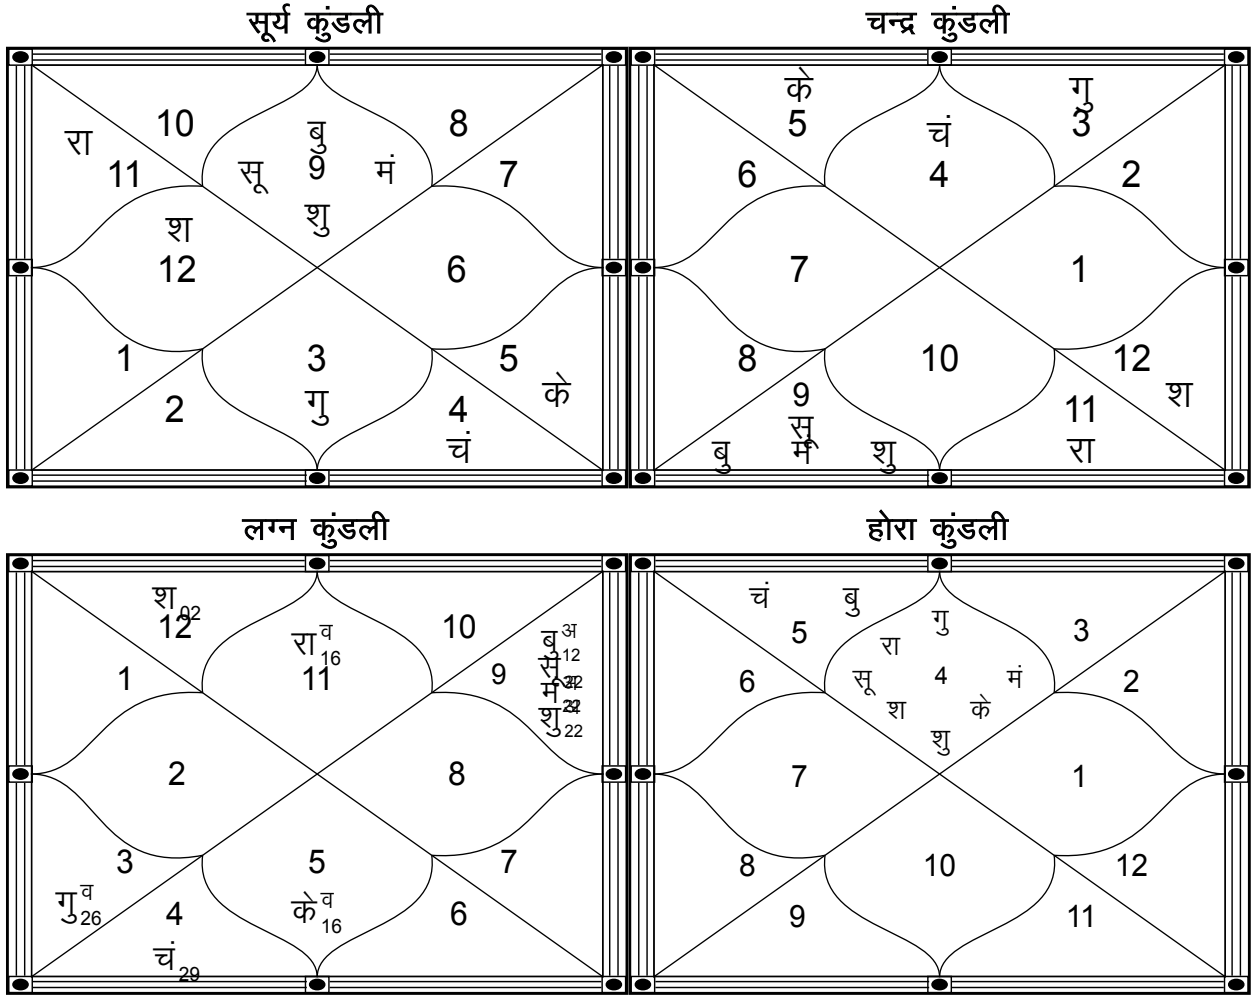 सूर्य कुंडली
रा
10
11
सू
बु
9
मं
शु
8
7
श
12
6
1
2
3
गु
5
के
4
चं
चन्द्र कुंडली
के
5
6
चं
4
गु
3
2
7
1
8
9
सू
बु
मं
शु
10
12
श
11
रा
लग्न कुंडली
श 02
12
1
रा व 16
11
10
9
बु अ 12
सू 22
मं अ 22
शु अ 22
2
8
3
गु व 26
4
चं 29
5
के व 16
7
6
होरा कुंडली
चं बु
5
6
गु
रा
सू 4 मं
श के
शु
3
2
7
1
8
9
10
12
11